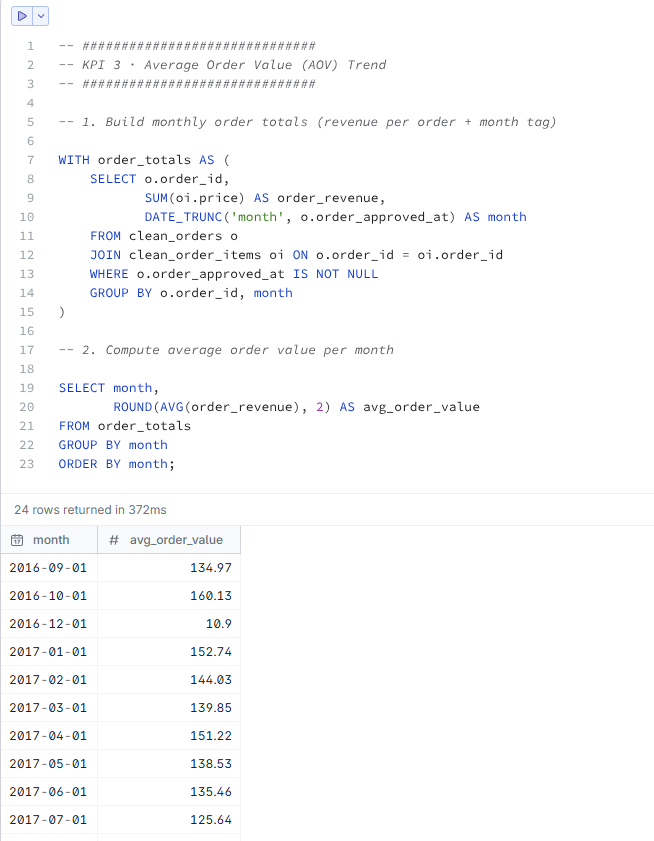 1 -- ##############################
2 -- KPI 3 · Average Order Value (AOV) Trend
3 -- ##############################
4
5 -- 1. Build monthly order totals (revenue per order + month tag)
6
7 WITH order_totals AS (
8     SELECT o.order_id,
9            SUM(oi.price) AS order_revenue,
10            DATE_TRUNC('month', o.order_approved_at) AS month
11     FROM clean_orders o
12     JOIN clean_order_items oi ON o.order_id = oi.order_id
13     WHERE o.order_approved_at IS NOT NULL
14     GROUP BY o.order_id, month
15 )
16
17 -- 2. Compute average order value per month
18
19 SELECT month,
20        ROUND(AVG(order_revenue), 2) AS avg_order_value
21 FROM order_totals
22 GROUP BY month
23 ORDER BY month;
24 rows returned in 372ms
month # avg_order_value
2016-09-01 134.97
2016-10-01 160.13
2016-12-01 10.9
2017-01-01 152.74
2017-02-01 144.03
2017-03-01 139.85
2017-04-01 151.22
2017-05-01 138.53
2017-06-01 135.46
2017-07-01 125.64